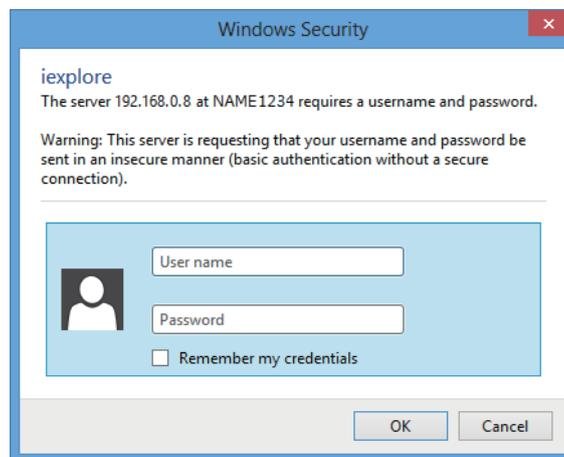 Windows Security
iexplore
The server 192.168.0.8 at NAME1234 requires a username and password.
Warning: This server is requesting that your username and password be
sent in an insecure manner (basic authentication without a secure
connection).
User name
Password
Remember my credentials
OK
Cancel